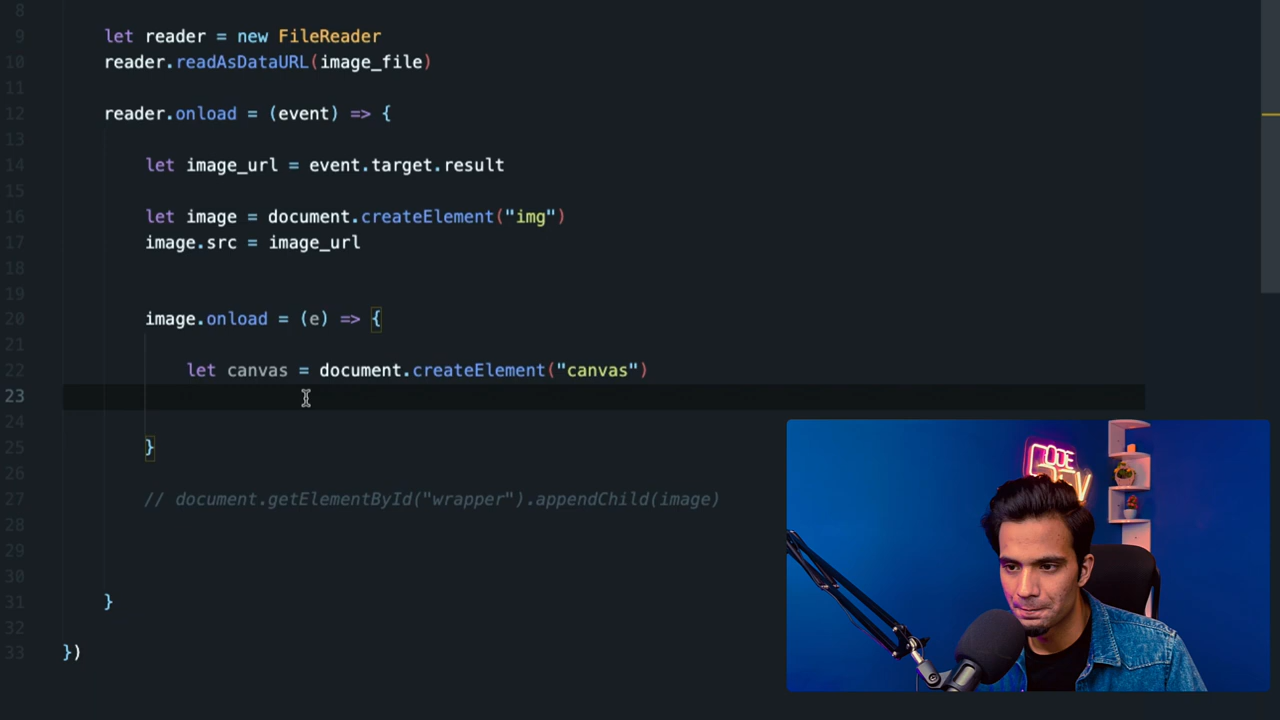 8
9 let reader = new FileReader
10 reader.readAsDataURL(image_file)
11
12 reader.onload = (event) => {
13
14 let image_url = event.target.result
15
16 let image = document.createElement("img")
17 image.src = image_url
18
19
20 image.onload = (e) => {
21
22 let canvas = document.createElement("canvas")
23
24
25 }
26
27 // document.getElementById("wrapper").appendChild(image)
28
29
30
31 }
32
33 })
CODE